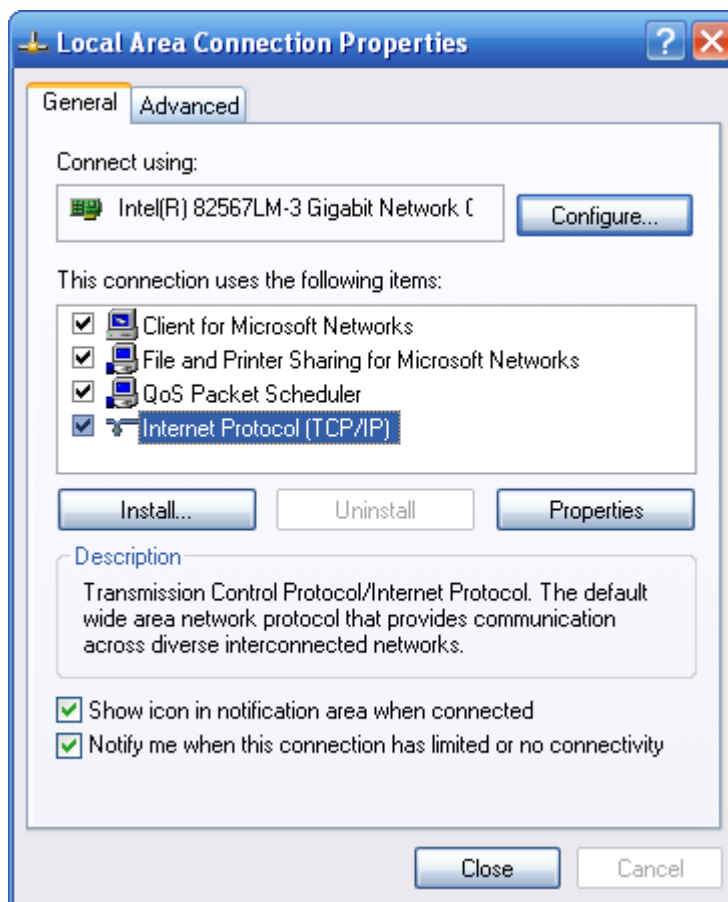 Local Area Connection Properties
General
Advanced
Connect using:
Intel(R) 82567LM-3 Gigabit Network C
Configure...
This connection uses the following items:
Client for Microsoft Networks
File and Printer Sharing for Microsoft Networks
QoS Packet Scheduler
Internet Protocol (TCP/IP)
Install...
Uninstall
Properties
Description
Transmission Control Protocol/Internet Protocol. The default
wide area network protocol that provides communication
across diverse interconnected networks.
Show icon in notification area when connected
Notify me when this connection has limited or no connectivity
Close
Cancel